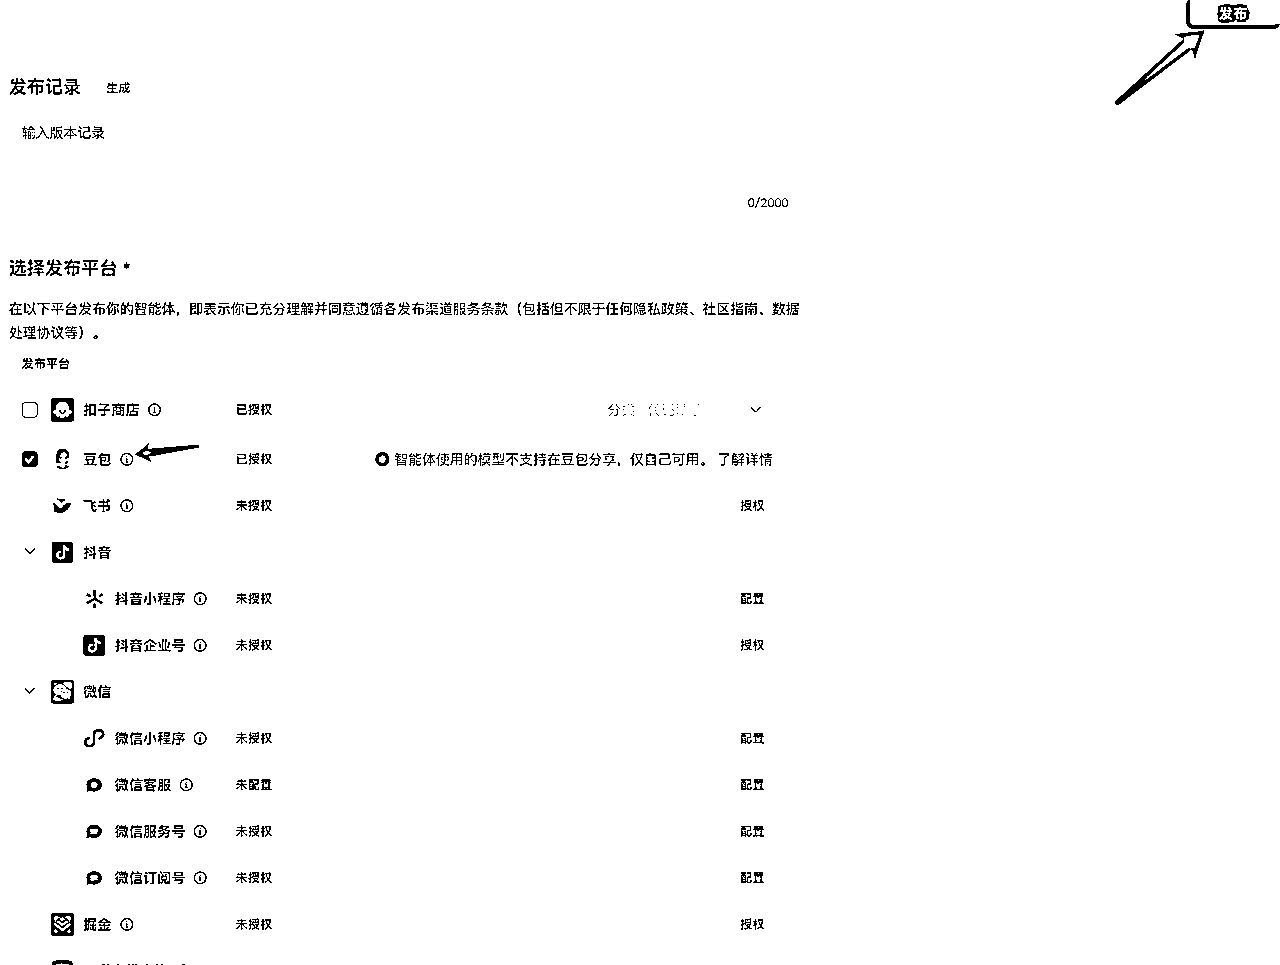 发布
发布记录 生成
输入版本记录
0/2000
选择发布平台 *
在以下平台发布你的智能体，即表示你已充分理解并同意遵循各发布渠道服务条款（包括但不限于任何隐私政策、社区指南、数据
处理协议等）。
发布平台
扣子商店 已授权 分类
豆包 已授权 智能体使用的模型不支持在豆包分享，仅自己可用。 了解详情
飞书 未授权 授权
抖音
抖音小程序 未授权 配置
抖音企业号 未授权 授权
微信
微信小程序 未授权 配置
微信客服 未配置 配置
微信服务号 未授权 配置
微信订阅号 未授权 配置
掘金 未授权 授权